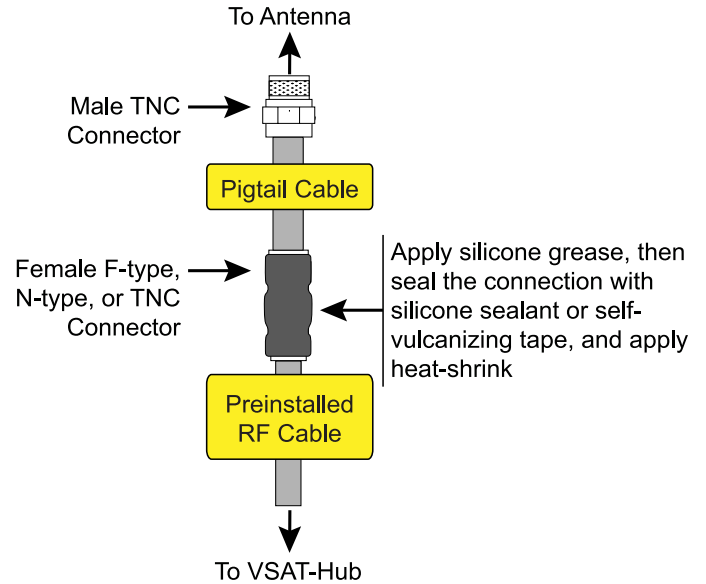 To Antenna
Male TNC
Connector
Pigtail Cable
Female F-type,
N-type, or TNC
Connector
Apply silicone grease, then
seal the connection with
silicone sealant or self-
vulcanizing tape, and apply
heat-shrink
Preinstalled
RF Cable
To VSAT-Hub